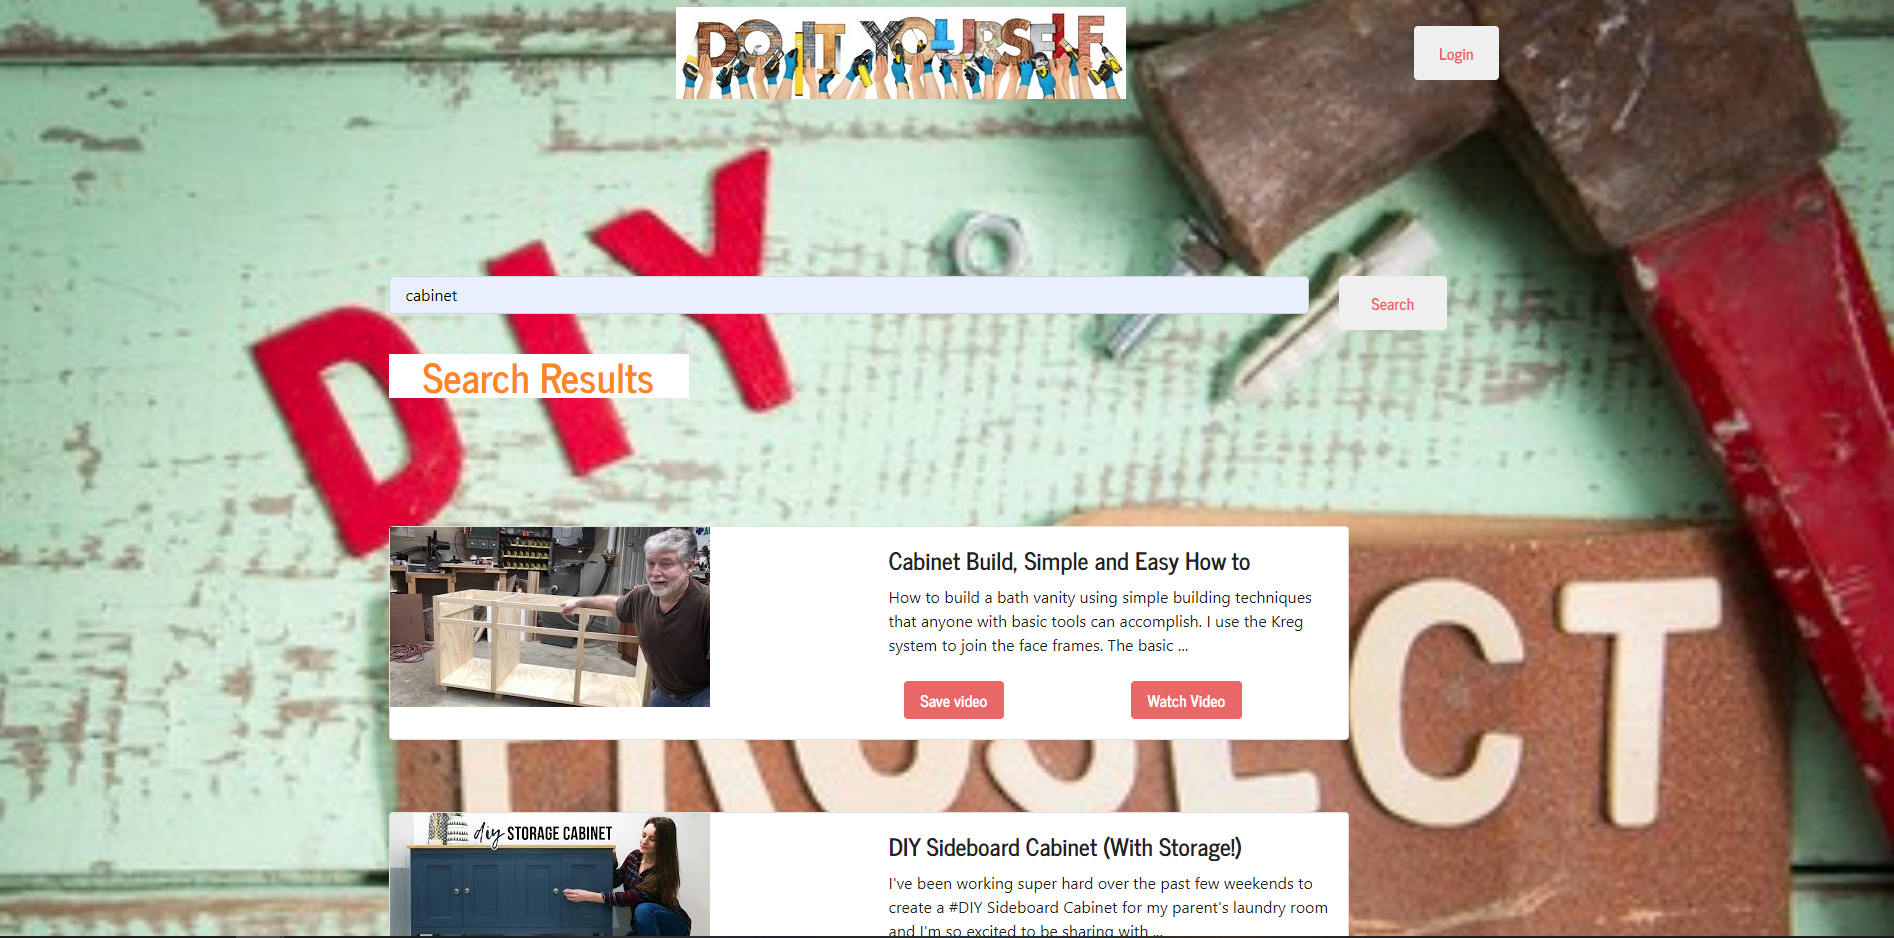 DO IT YOURSELF
Login
DIY
cabinet
Search
Search Results
Cabinet Build, Simple and Easy How to
How to build a bath vanity using simple building techniques
that anyone with basic tools can accomplish. I use the Kreg
system to join the face frames. The basic ...
Save video
Watch Video
PROJECT
diy STORAGE CABINET
DIY Sideboard Cabinet (With Storage!)
I've been working super hard over the past few weekends to
create a #DIY Sideboard Cabinet for my parent's laundry room
and I'm so excited to be sharing with ...